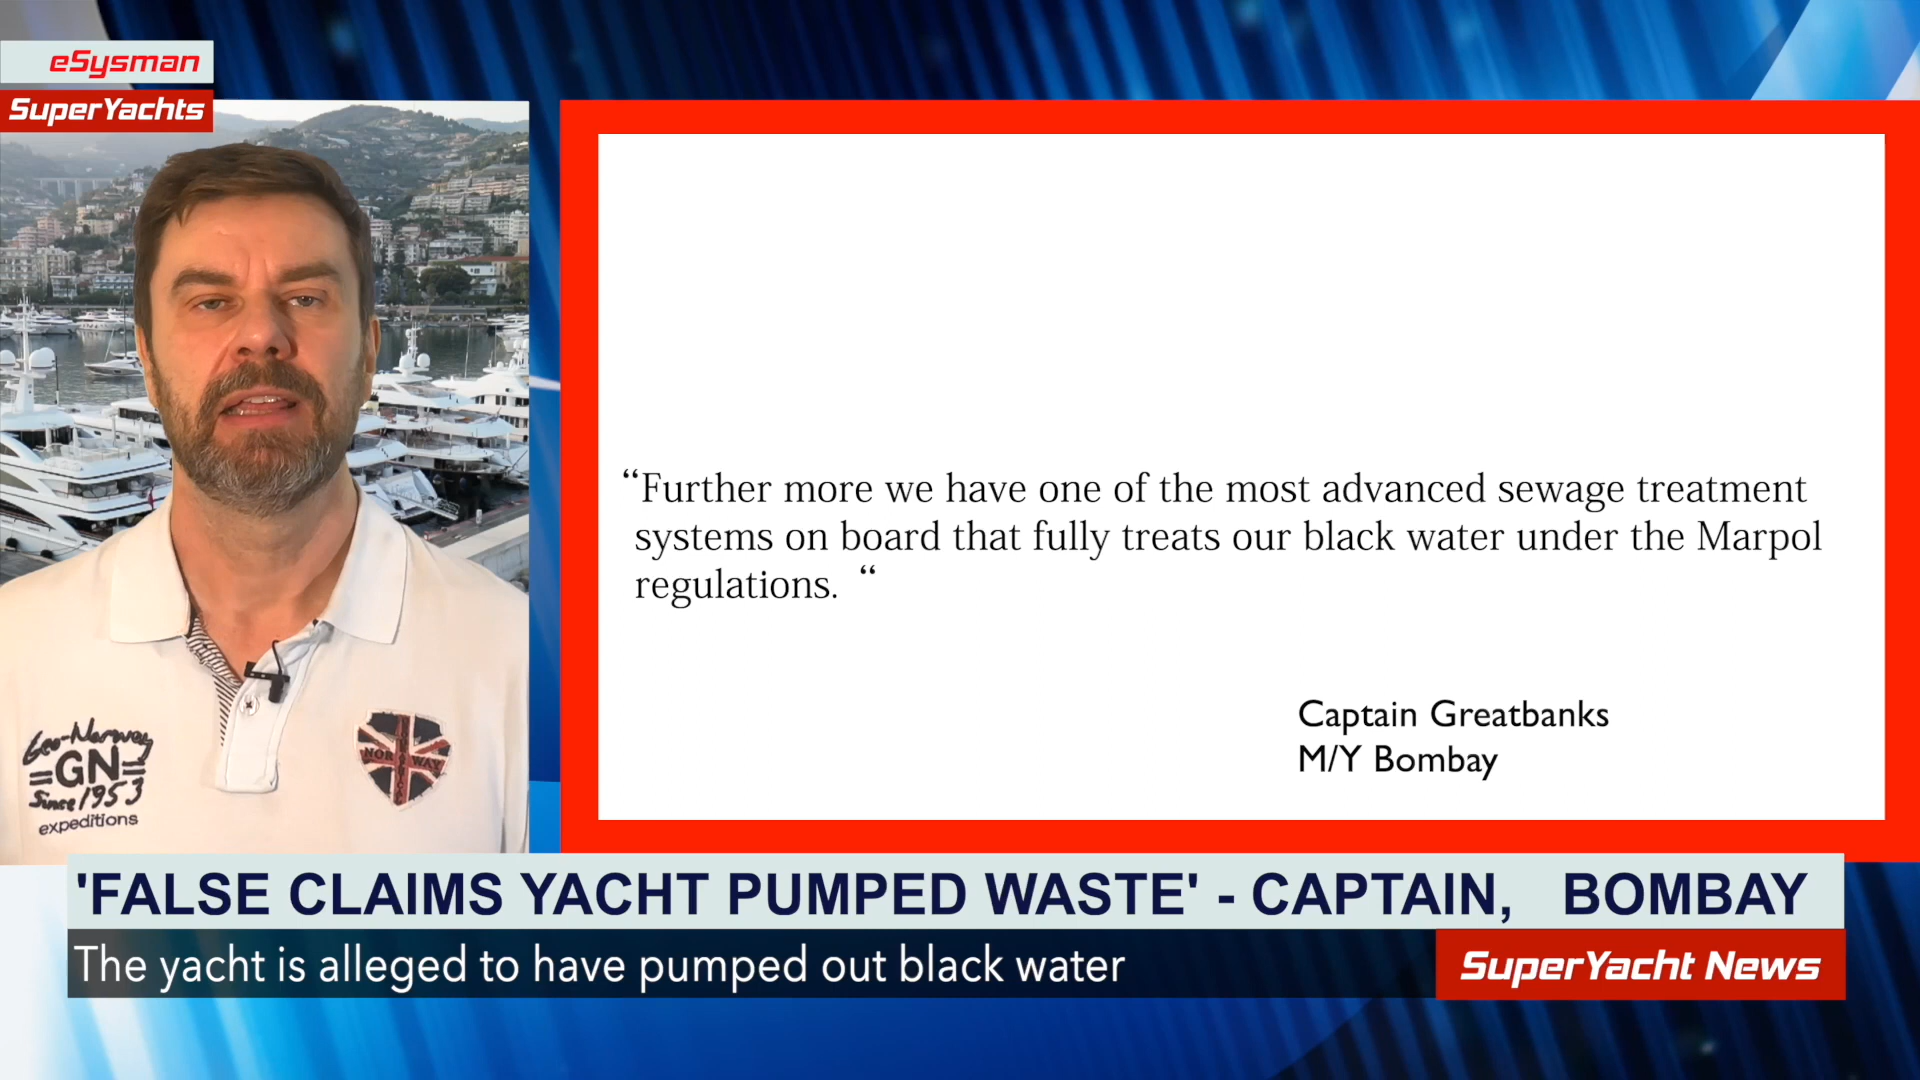 eSysman
SuperYachts
“Further more we have one of the most advanced sewage treatment
systems on board that fully treats our black water under the Marpol
regulations. “
Captain Greatbanks
M/Y Bombay
Geo-Norway
=GN=
Since 1953
expeditions
NORWAY
'FALSE CLAIMS YACHT PUMPED WASTE' - CAPTAIN, BOMBAY
The yacht is alleged to have pumped out black water
SuperYacht News